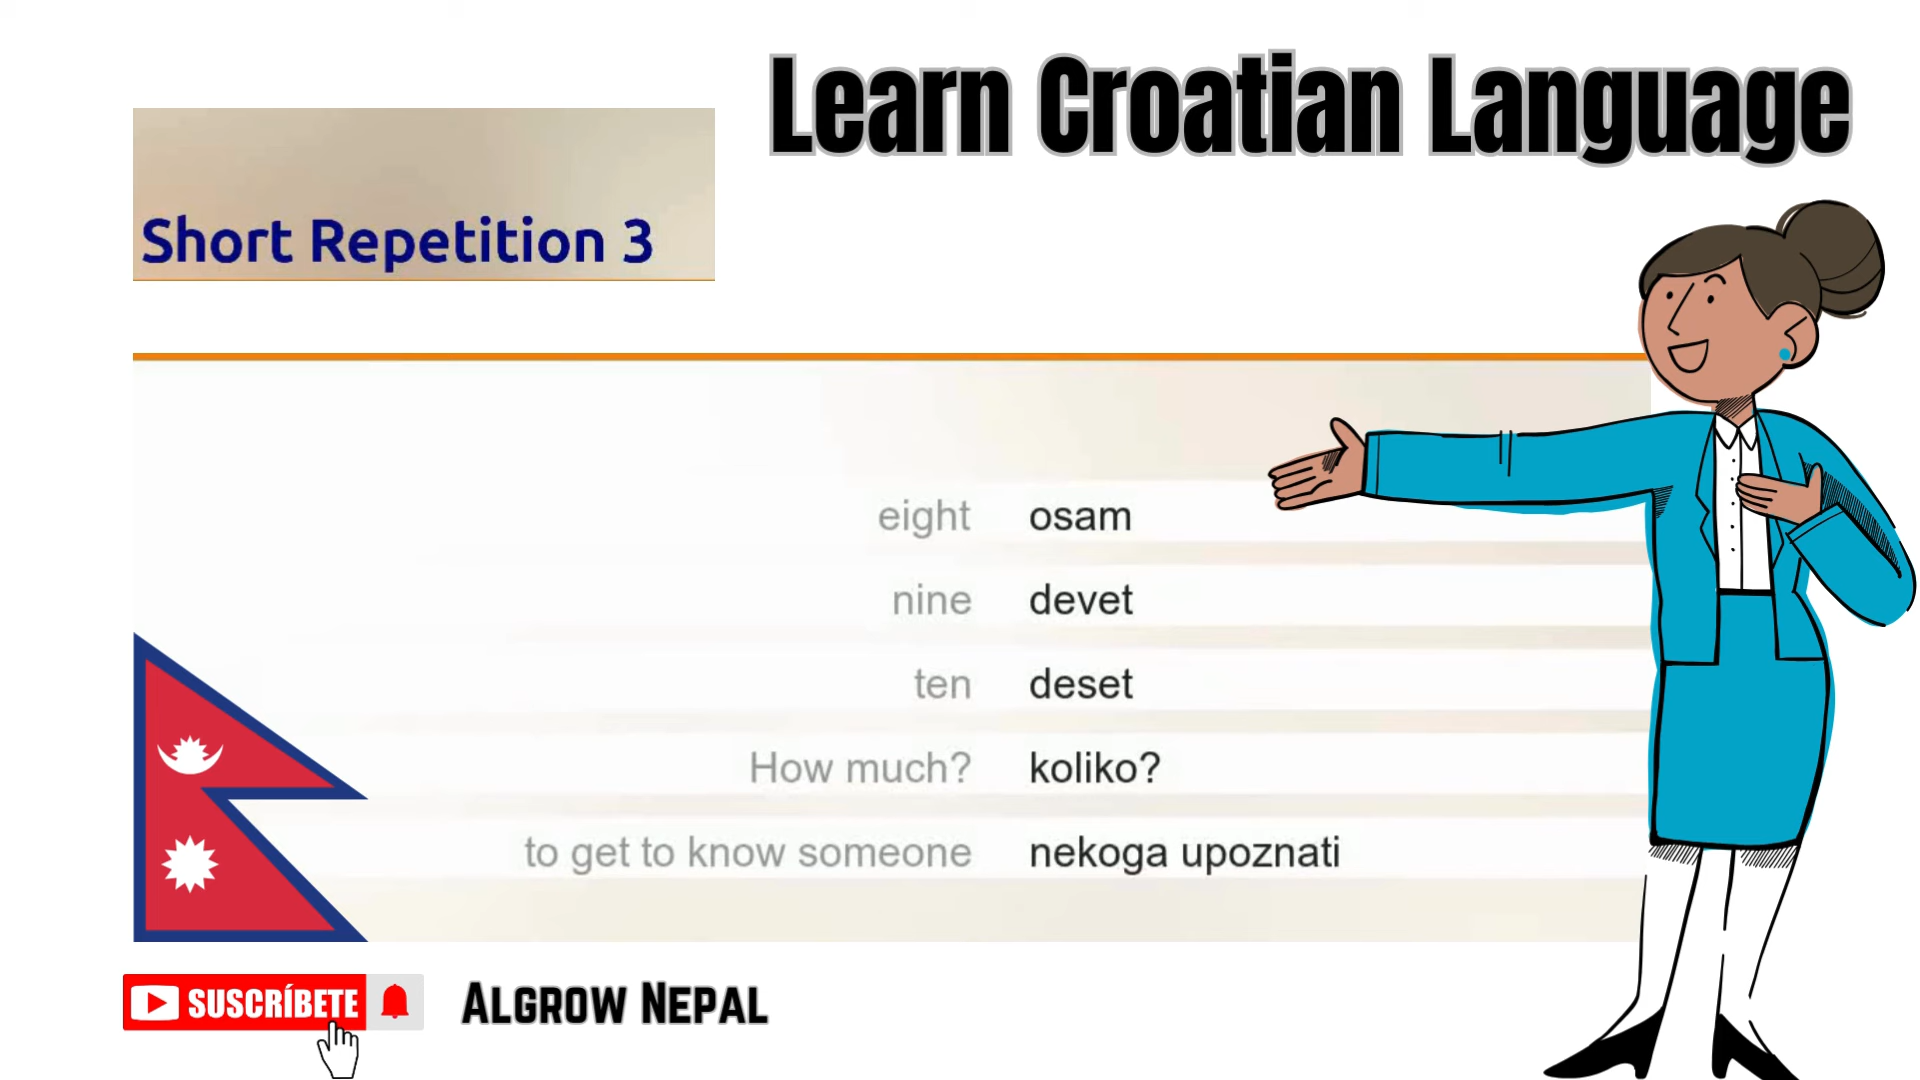 Learn Croatian Language
Short Repetition 3
eight osam
nine devet
ten deset
How much? koliko?
to get to know someone nekoga upoznati
SUSCRÍBETE
ALGROW NEPAL